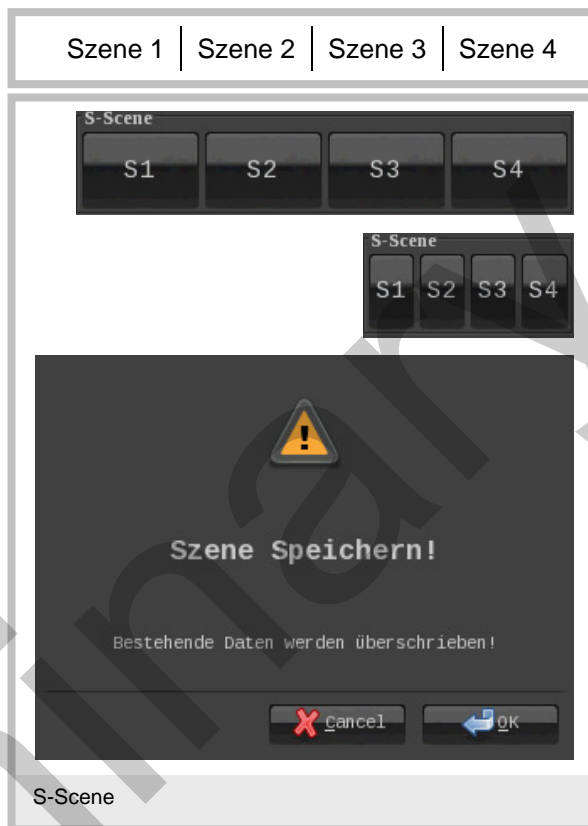 Szene 1 Szene 2 Szene 3 Szene 4
S-Scene
S1 S2 S3 S4
S-Scene
S1 S2 S3 S4
Szene Speichern!
Bestehende Daten werden überschrieben!
Cancel OK
S-Scene